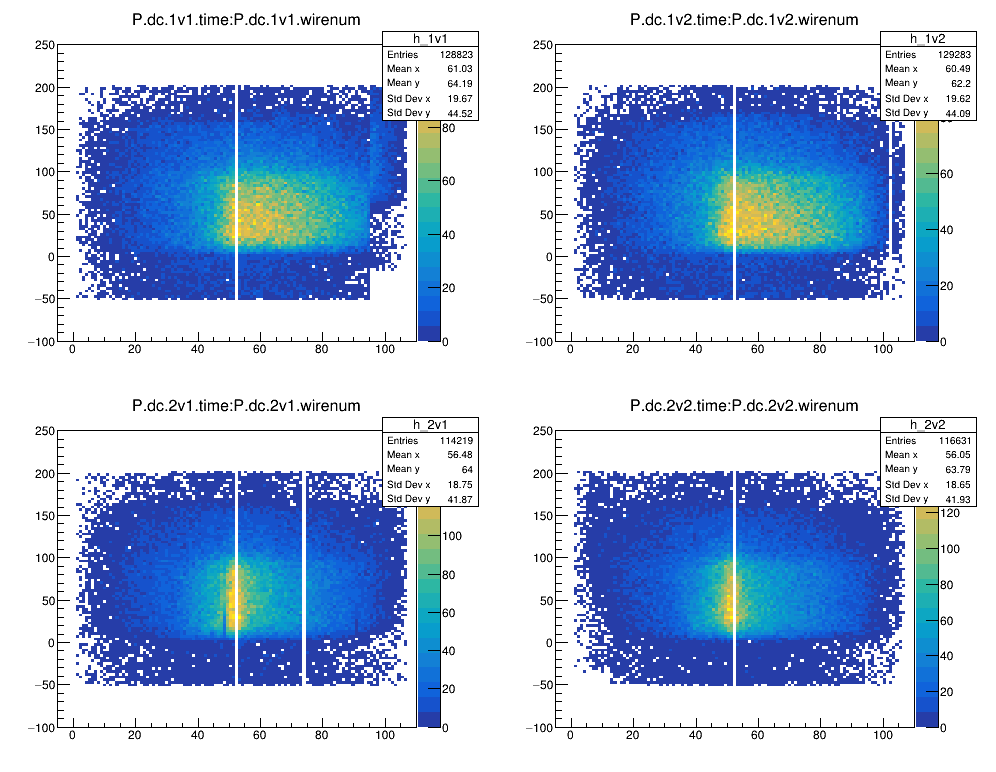 P.dc.1v1.time:P.dc.1v1.wirenum
h_1v1
Entries 128823
Mean x 61.03
Mean y 64.19
Std Dev x 19.67
Std Dev y 44.52
250
200
150
100
50
0
−50
−100
0 20 40 60 80 100
80
60
40
20
0
P.dc.1v2.time:P.dc.1v2.wirenum
h_1v2
Entries 129283
Mean x 60.49
Mean y 62.2
Std Dev x 19.62
Std Dev y 44.09
250
200
150
100
50
0
−50
−100
0 20 40 60 80 100
60
40
20
0
P.dc.2v1.time:P.dc.2v1.wirenum
h_2v1
Entries 114219
Mean x 56.48
Mean y 64
Std Dev x 18.75
Std Dev y 41.87
250
200
150
100
50
0
−50
−100
0 20 40 60 80 100
100
80
60
40
20
0
P.dc.2v2.time:P.dc.2v2.wirenum
h_2v2
Entries 116631
Mean x 56.05
Mean y 63.79
Std Dev x 18.65
Std Dev y 41.93
250
200
150
100
50
0
−50
−100
0 20 40 60 80 100
120
100
80
60
40
20
0